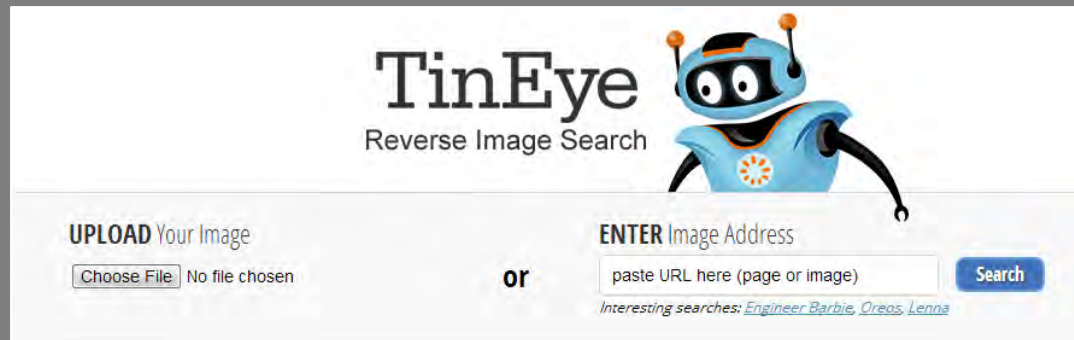 TinEye
Reverse Image Search
UPLOAD Your Image
Choose File No file chosen
or
ENTER Image Address
paste URL here (page or image)
Search
Interesting searches: Engineer Barbie, Oreos, Lenna